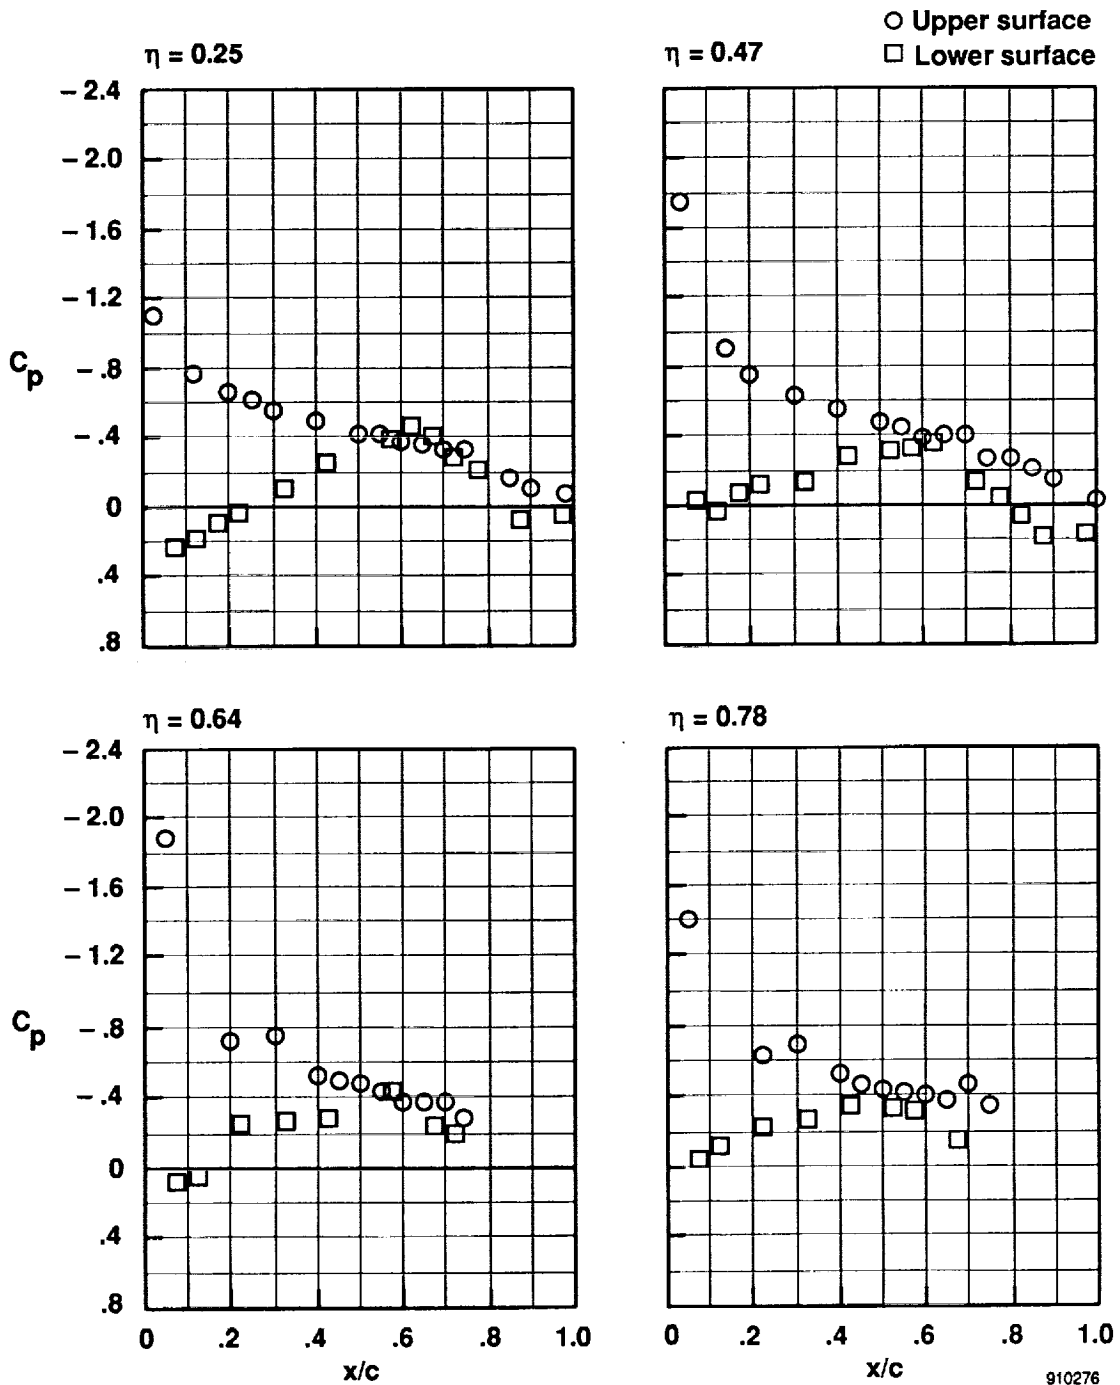 ○ Upper surface
□ Lower surface
η = 0.25
η = 0.47
– 2.4
– 2.0
– 1.6
– 1.2
– .8
– .4
0
.4
.8
Cp
η = 0.64
η = 0.78
– 2.4
– 2.0
– 1.6
– 1.2
– .8
– .4
0
.4
.8
Cp
0 .2 .4 .6 .8 1.0
0 .2 .4 .6 .8 1.0
x/c
x/c
910276